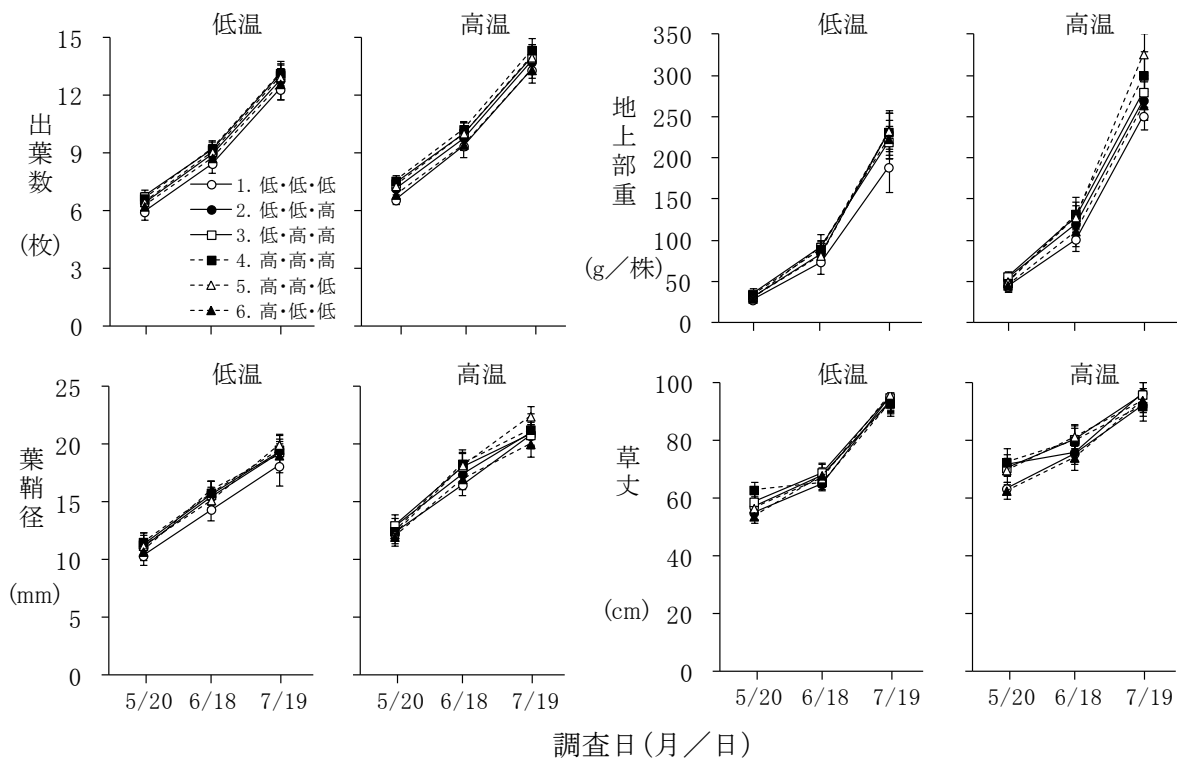 低温
高温
15
12
9
6
3
0
出葉数
(枚)
1. 低・低・低
2. 低・低・高
3. 低・高・高
4. 高・高・高
5. 高・高・低
6. 高・低・低
低温
高温
350
300
250
200
150
100
50
0
地上部重
(g／株)
低温
高温
25
20
15
10
5
0
葉鞘径
(mm)
5/20 6/18 7/19
5/20 6/18 7/19
低温
高温
100
80
60
40
20
0
草丈
(cm)
5/20 6/18 7/19
5/20 6/18 7/19
調査日(月／日)